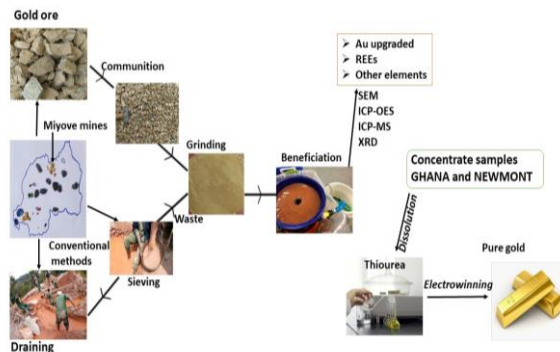 Gold ore
Communition
Miyove mines
Grinding
Au upgraded
REEs
Other elements
SEM
ICP-OES
ICP-MS
XRD
Beneficiation
Concentrate samples
GHANA and NEWMONT
Dissolution
Waste
Conventional
methods
Sieving
Draining
Thiourea
Electrowinning
Pure gold